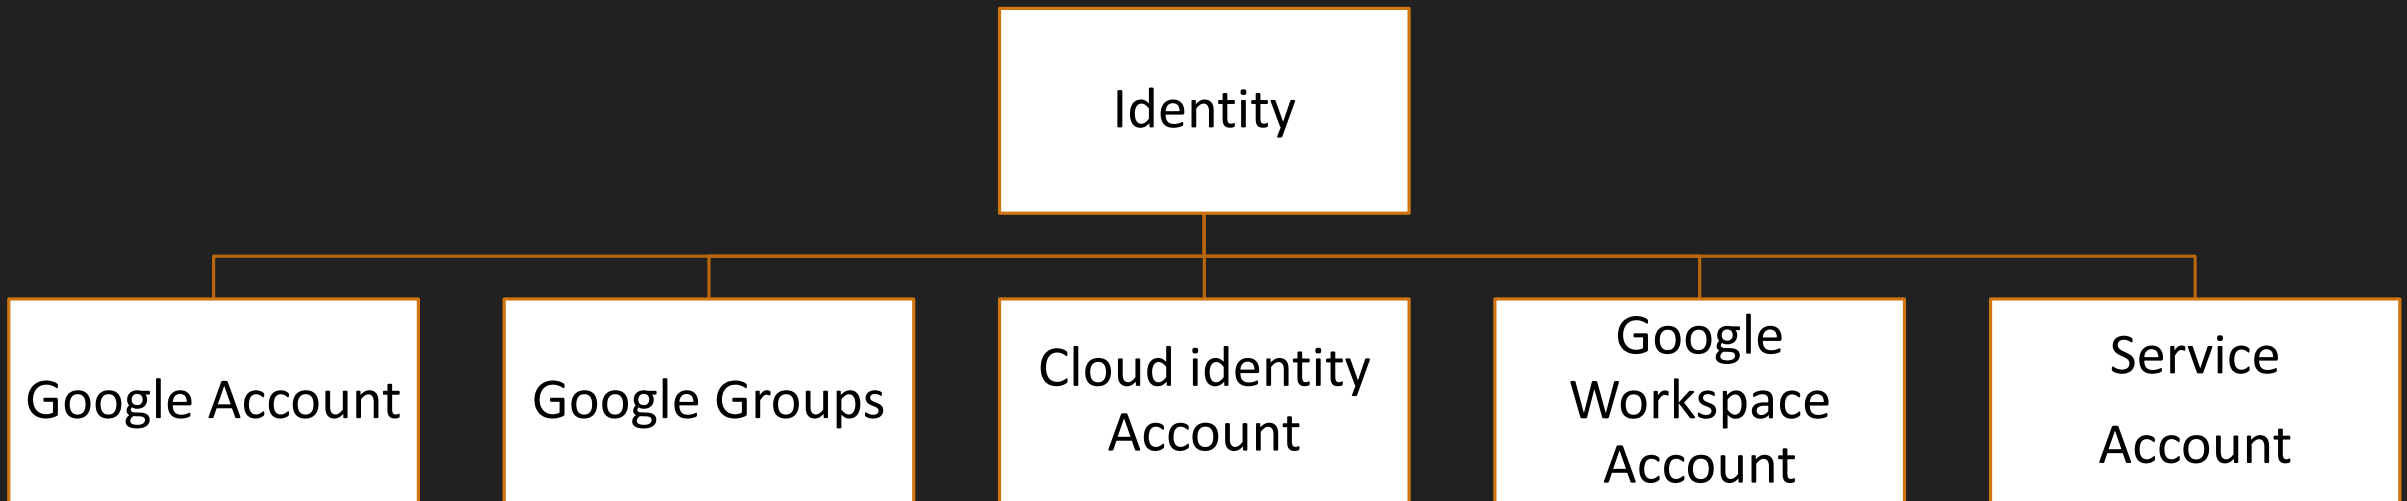 Identity
Google Account
Google Groups
Cloud identity
Account
Google
Workspace
Account
Service
Account